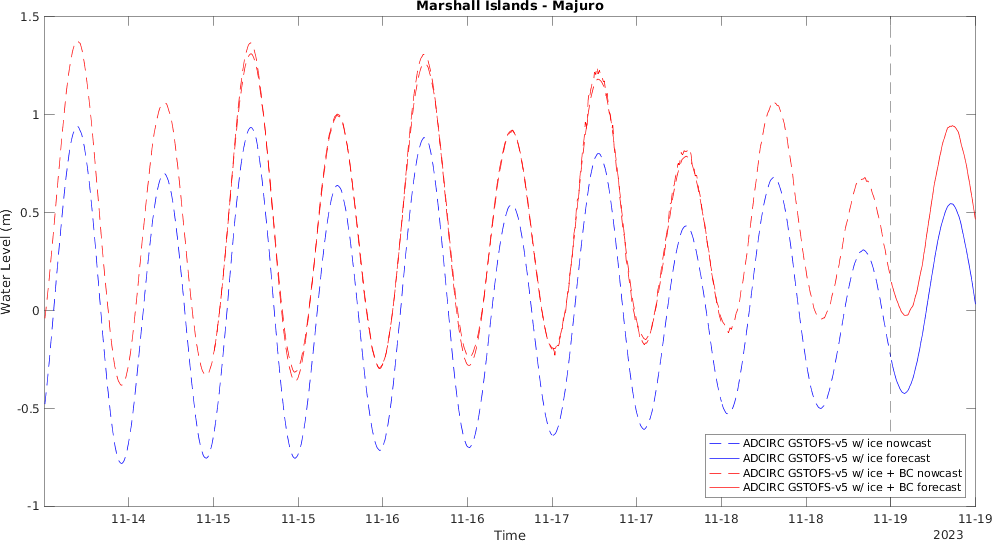 Marshall Islands - Majuro
1.5
1
0.5
0
-0.5
-1
Water Level (m)
ADCIRC GSTOFS-v5 w/ ice nowcast
ADCIRC GSTOFS-v5 w/ ice forecast
ADCIRC GSTOFS-v5 w/ ice + BC nowcast
ADCIRC GSTOFS-v5 w/ ice + BC forecast
11-14 11-15 11-15 11-16 11-16 11-17 11-17 11-18 11-18 11-19 11-19
Time
2023